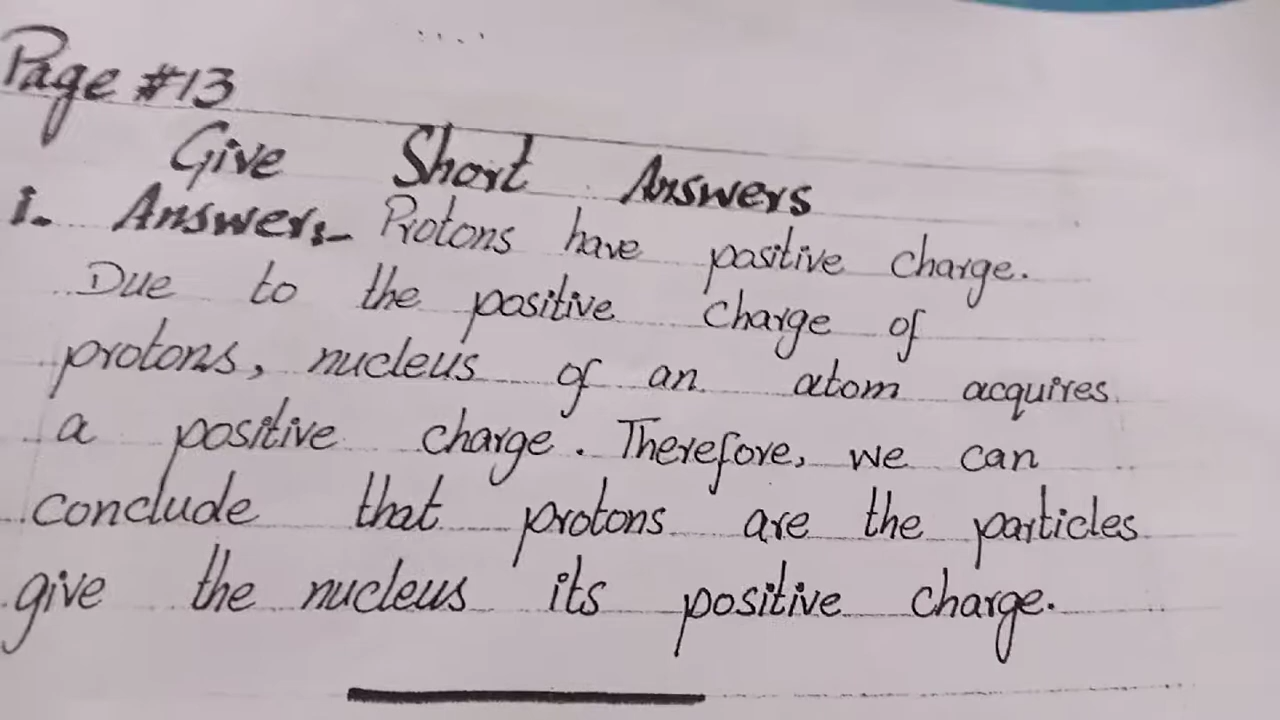 Page #13
Give Short Answers
i. Answer:- Protons have positive charge.
Due to the positive charge of
protons, nucleus of an atom acquires
a positive charge. Therefore, we can
conclude that protons are the particles
give the nucleus its positive charge.